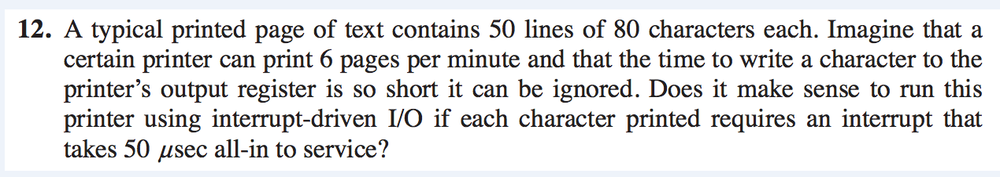 12. A typical printed page of text contains 50 lines of 80 characters each. Imagine that a
certain printer can print 6 pages per minute and that the time to write a character to the
printer’s output register is so short it can be ignored. Does it make sense to run this
printer using interrupt-driven I/O if each character printed requires an interrupt that
takes 50 μsec all-in to service?